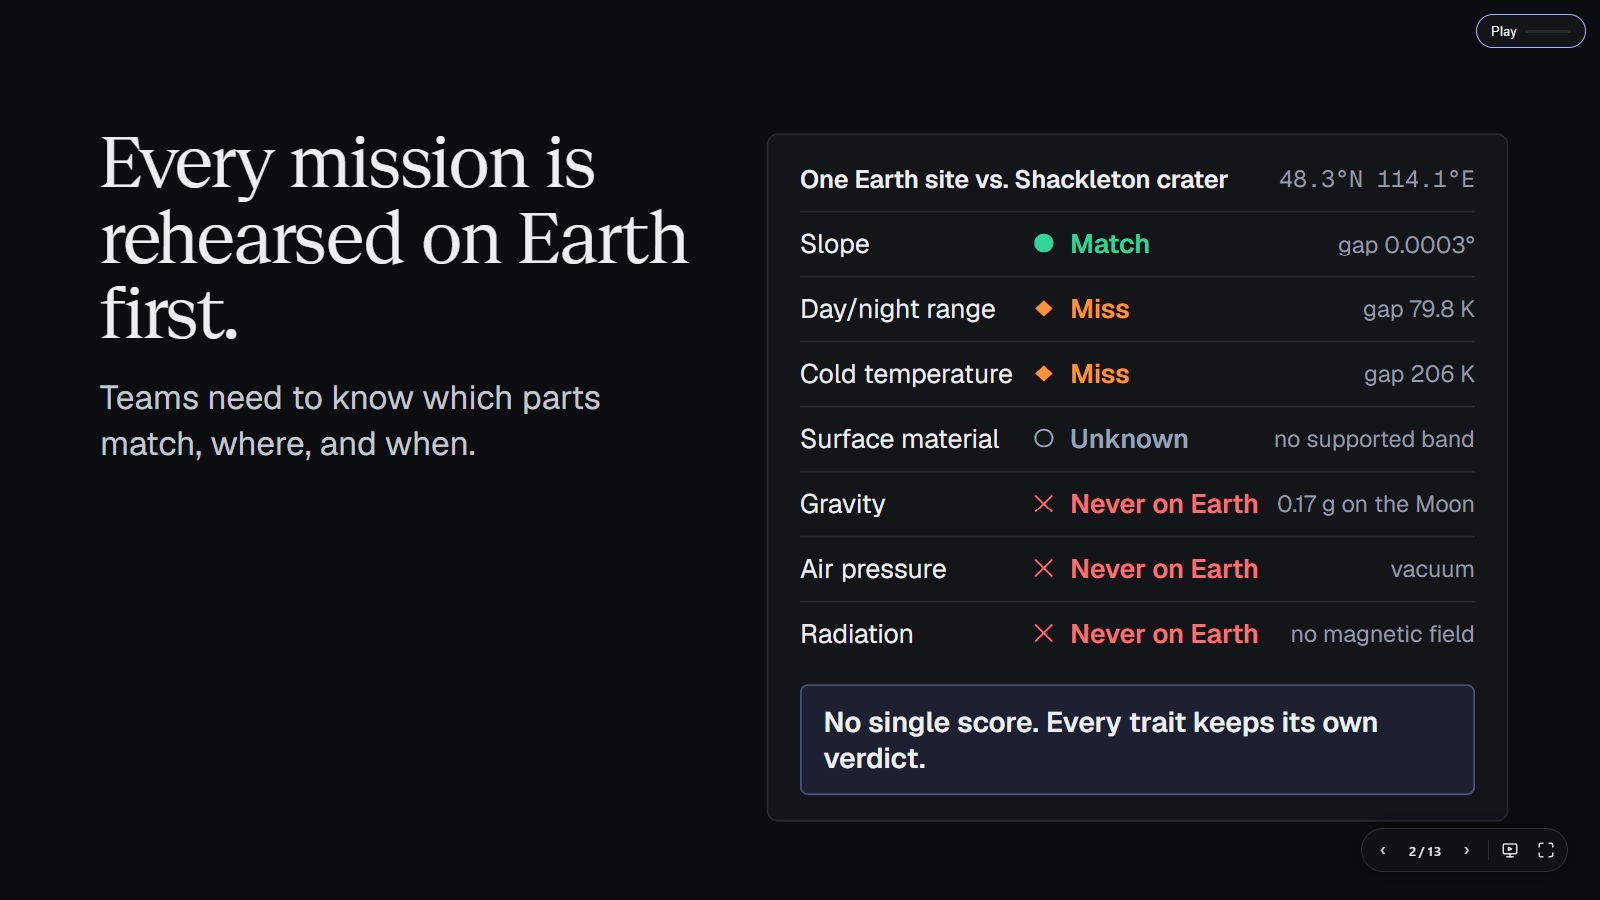 Play
Every mission is
rehearsed on Earth
first.
Teams need to know which parts
match, where, and when.
One Earth site vs. Shackleton crater 48.3°N 114.1°E
Slope Match gap 0.0003°
Day/night range Miss gap 79.8 K
Cold temperature Miss gap 206 K
Surface material Unknown no supported band
Gravity Never on Earth 0.17 g on the Moon
Air pressure Never on Earth vacuum
Radiation Never on Earth no magnetic field
No single score. Every trait keeps its own
verdict.
2/13